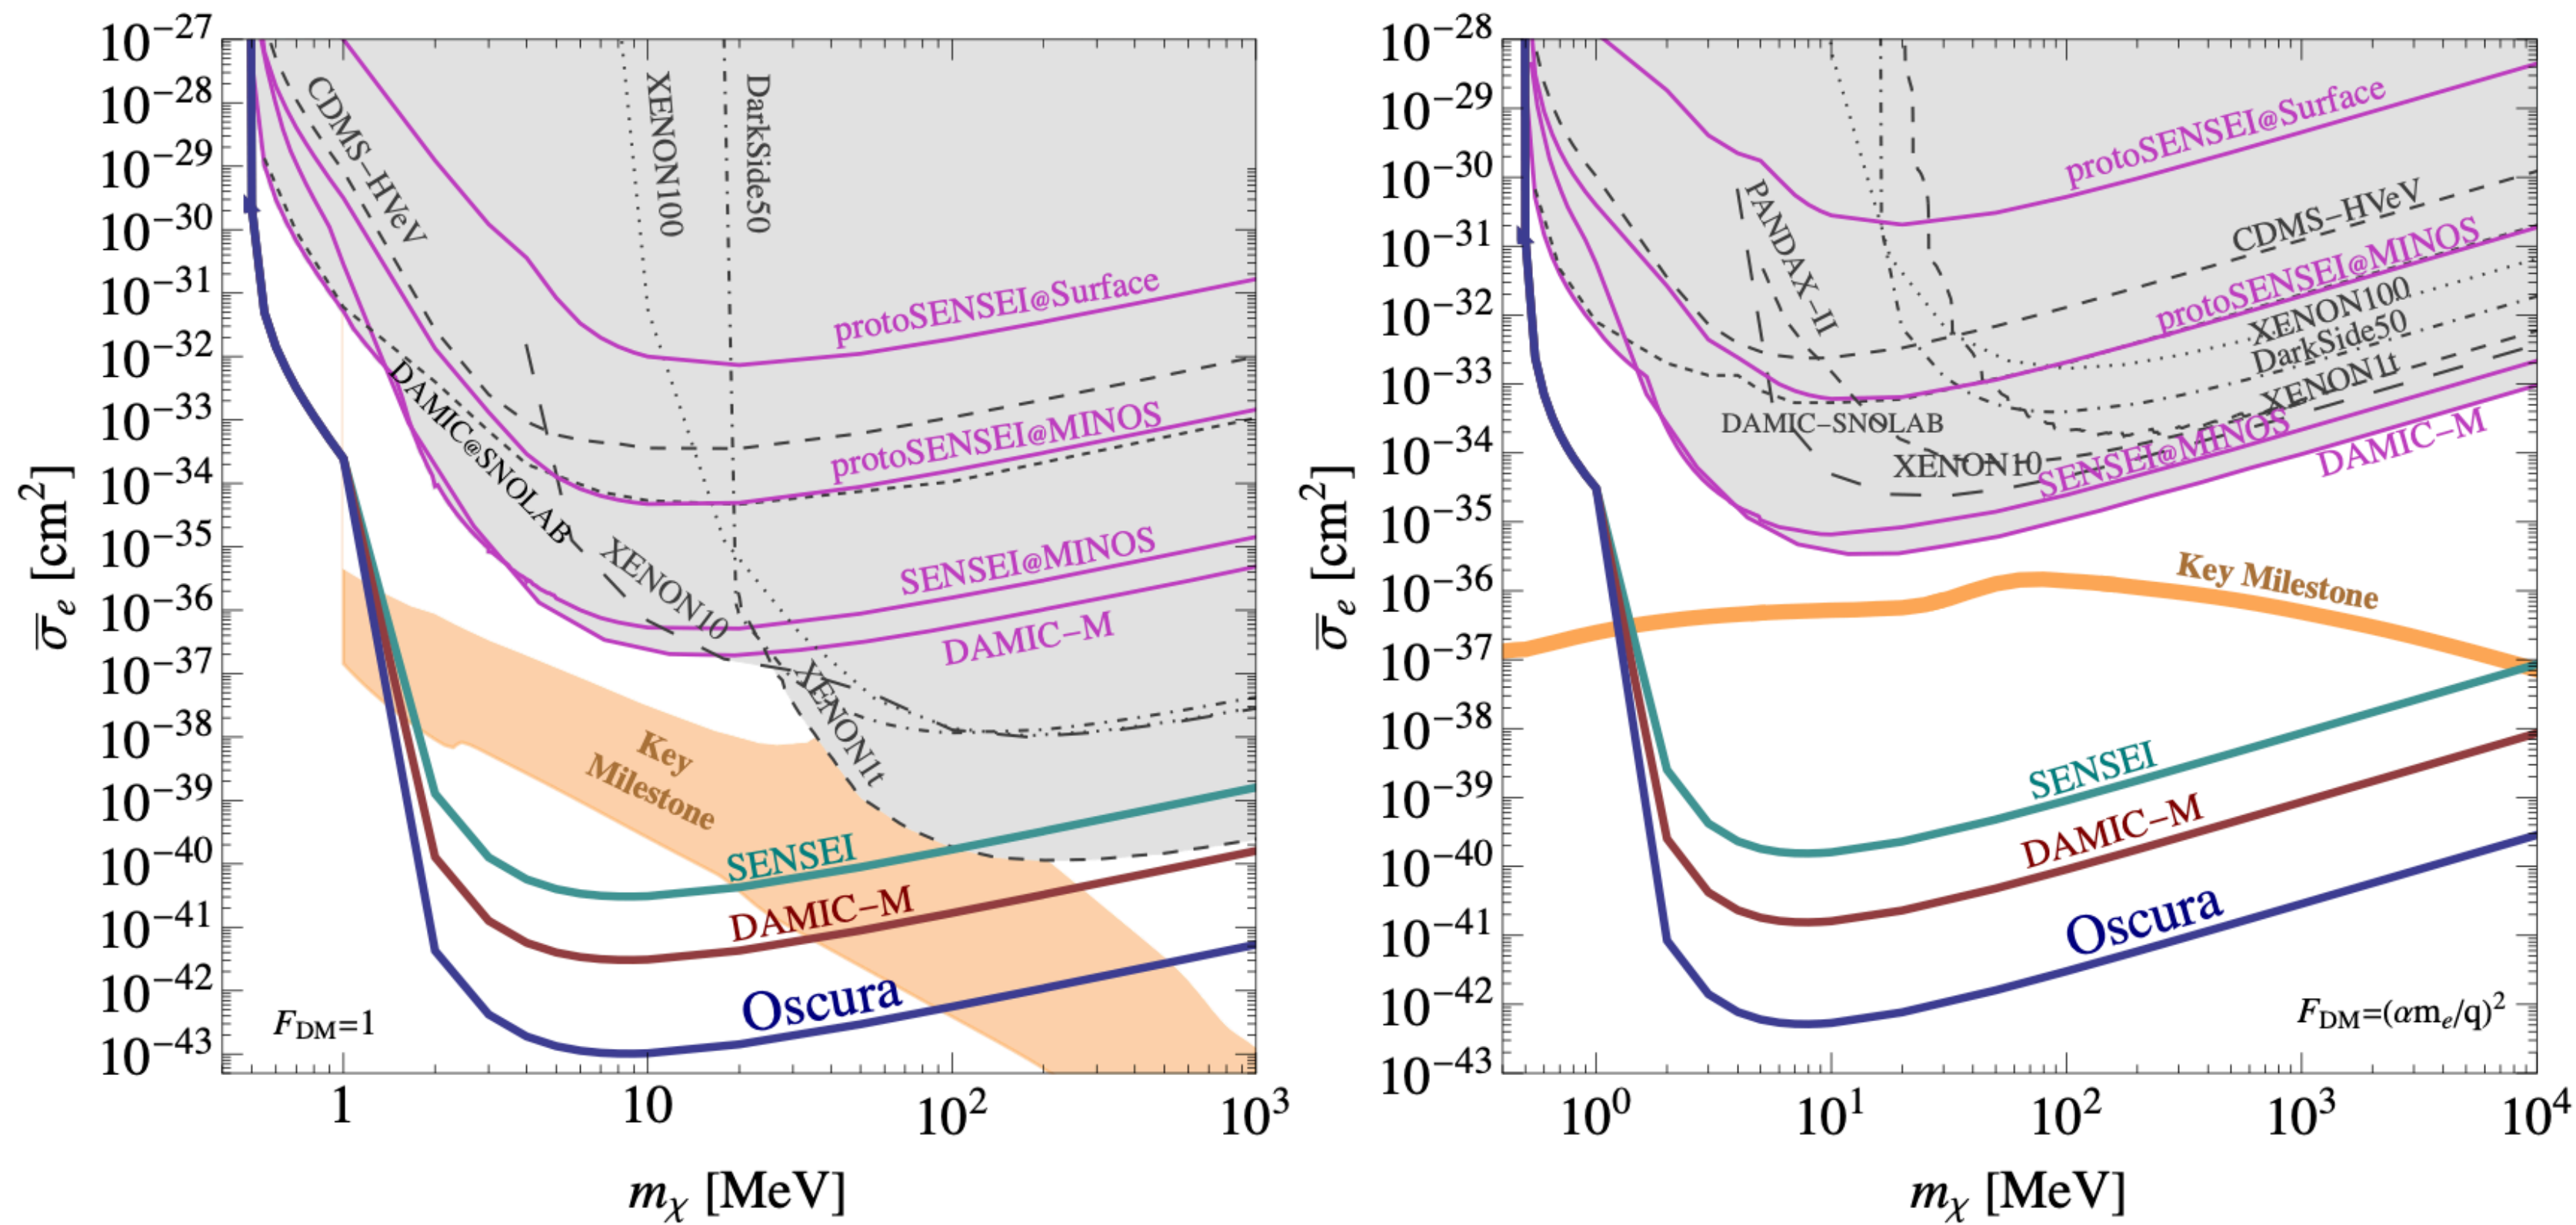 10−27
10−28
10−29
10−30
10−31
10−32
10−33
10−34
10−35
10−36
10−37
10−38
10−39
10−40
10−41
10−42
10−43
σ̅e [cm2]
CDMS−HVeV
XENON100
DarkSide50
protoSENSEI@Surface
protoSENSEI@MINOS
DAMIC@SNOLAB
SENSEI@MINOS
XENON10
DAMIC−M
XENON1t
Key
Milestone
SENSEI
DAMIC−M
Oscura
FDM=1
1
10
102
103
mχ [MeV]
10−28
10−29
10−30
10−31
10−32
10−33
10−34
10−35
10−36
10−37
10−38
10−39
10−40
10−41
10−42
10−43
σ̅e [cm2]
protoSENSEI@Surface
PANDAX−II
CDMS−HVeV
protoSENSEI@MINOS
XENON100
DarkSide50
XENON1t
DAMIC−SNOLAB
XENON10
SENSEI@MINOS
DAMIC−M
Key Milestone
SENSEI
DAMIC−M
Oscura
FDM=(αme/q)2
100
101
102
103
104
mχ [MeV]